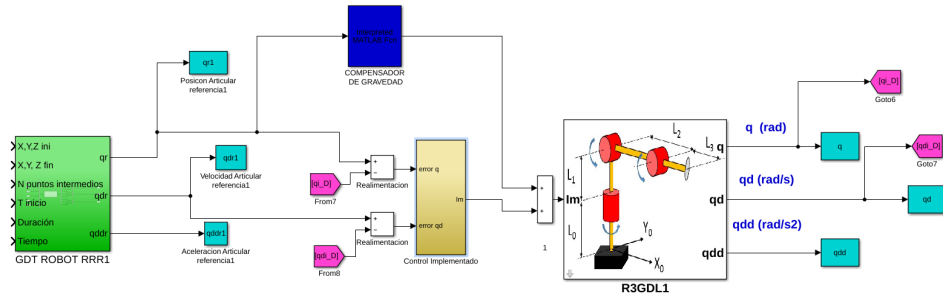 X,Y,Z ini
X,Y, Z fin
N puntos intermedios
T inicio
Duración
Tiempo
qr
qdr
qddr
GDT ROBOT RRR1
qr1
Posicon Articular
referencia1
qdr1
Velocidad Articular
referencia1
qddr1
Aceleracion Articular
referencia1
COMPENSADOR
DE GRAVEDAD
[qi_D]
From7
[qdi_D]
From8
+
−
Realimentacion
+
−
Realimentacion
error q
error qd
Im
Control Implementado
+
+
1
Im
L2
L3
L1
L0
Y0
X0
q
qd
qdd
R3GDL1
q (rad)
qd (rad/s)
qdd (rad/s2)
[qi_D]
Goto6
q
[qdi_D]
Goto7
qd
qdd